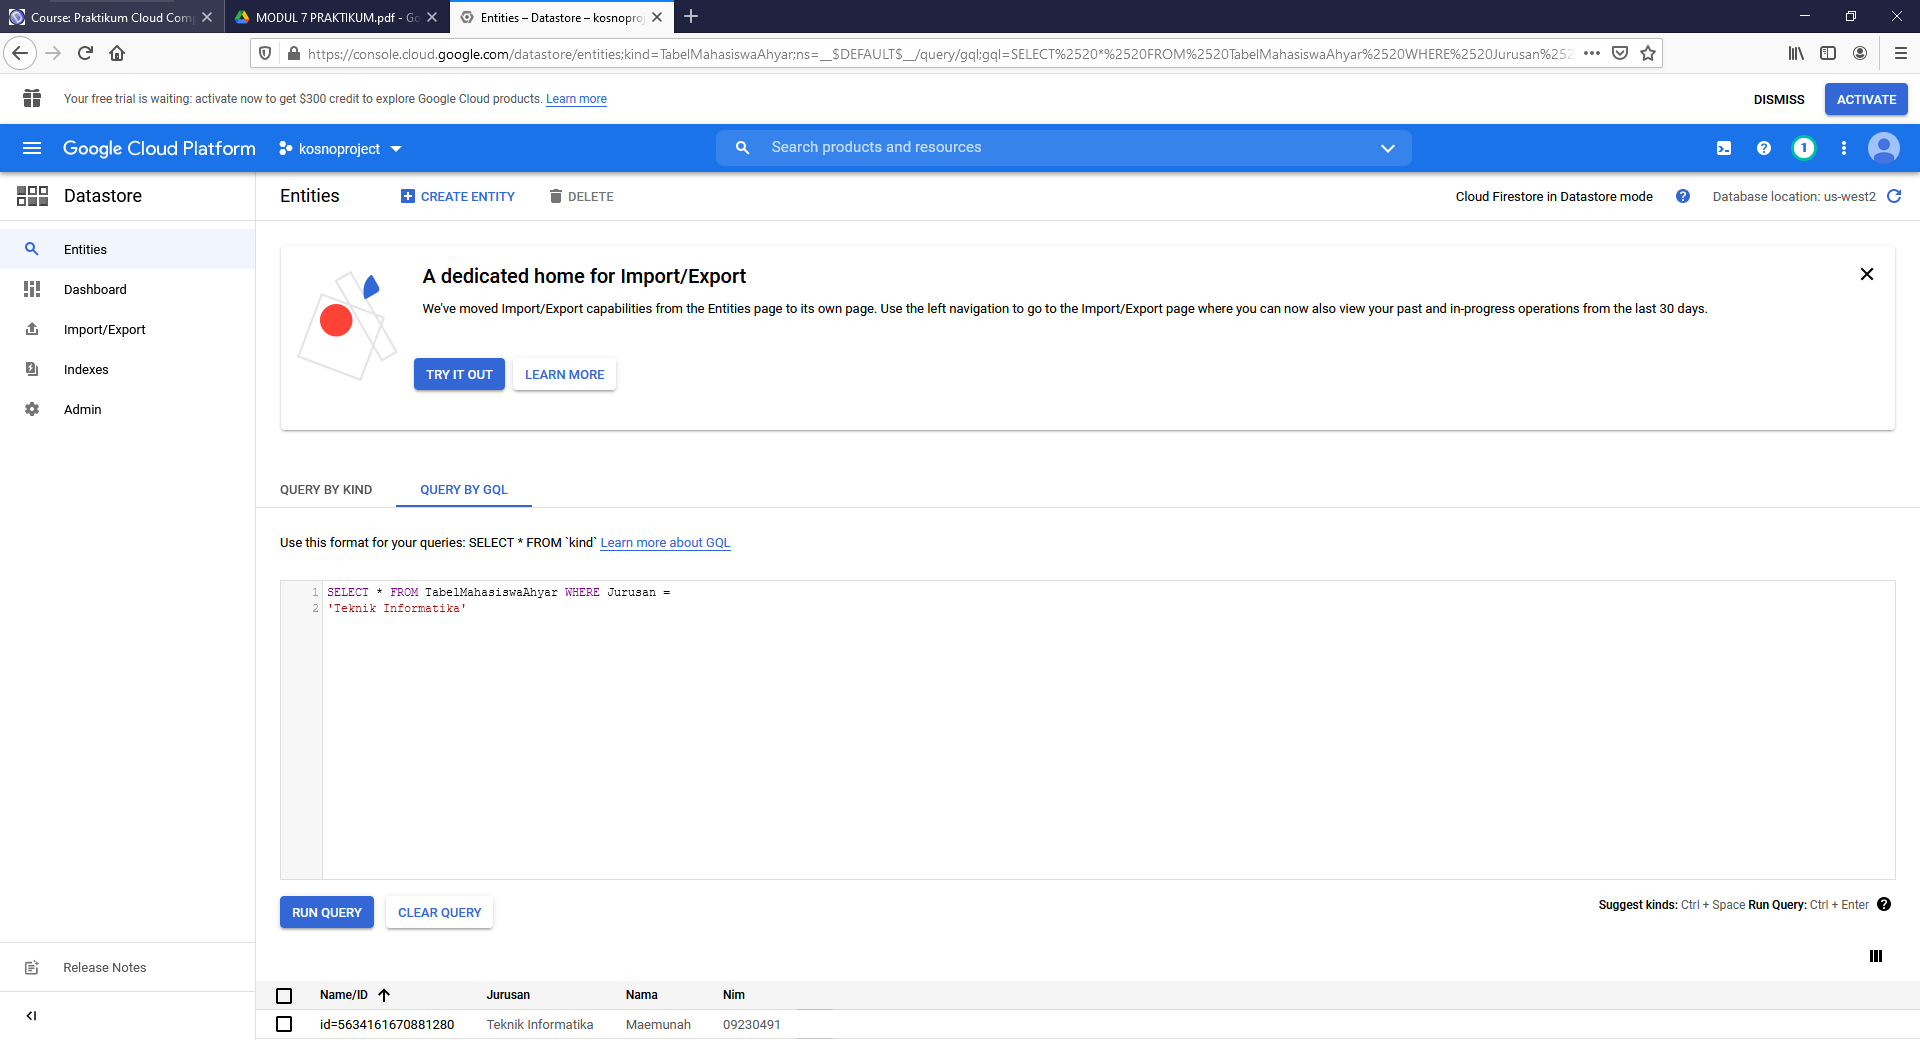 Course: Praktikum Cloud Comp
MODUL 7 PRAKTIKUM.pdf - Go
Entities – Datastore – kosnoproj
https://console.cloud.google.com/datastore/entities;kind=TabelMahasiswaAhyar;ns=__$DEFAULT$__/query/gql;gql=SELECT%2520*%2520FROM%2520TabelMahasiswaAhyar%2520WHERE%2520Jurusan%252
Your free trial is waiting: activate now to get $300 credit to explore Google Cloud products. Learn more
DISMISS
ACTIVATE
Google Cloud Platform
kosnoproject
Search products and resources
1
Datastore
Entities
CREATE ENTITY
DELETE
Cloud Firestore in Datastore mode
Database location: us-west2
Entities
Dashboard
Import/Export
Indexes
Admin
A dedicated home for Import/Export
We've moved Import/Export capabilities from the Entities page to its own page. Use the left navigation to go to the Import/Export page where you can now also view your past and in-progress operations from the last 30 days.
TRY IT OUT
LEARN MORE
QUERY BY KIND
QUERY BY GQL
Use this format for your queries: SELECT * FROM `kind` Learn more about GQL
1 SELECT * FROM TabelMahasiswaAhyar WHERE Jurusan =
2 'Teknik Informatika'
RUN QUERY
CLEAR QUERY
Suggest kinds: Ctrl + Space Run Query: Ctrl + Enter
Release Notes
Name/ID Jurusan Nama Nim
id=5634161670881280 Teknik Informatika Maemunah 09230491